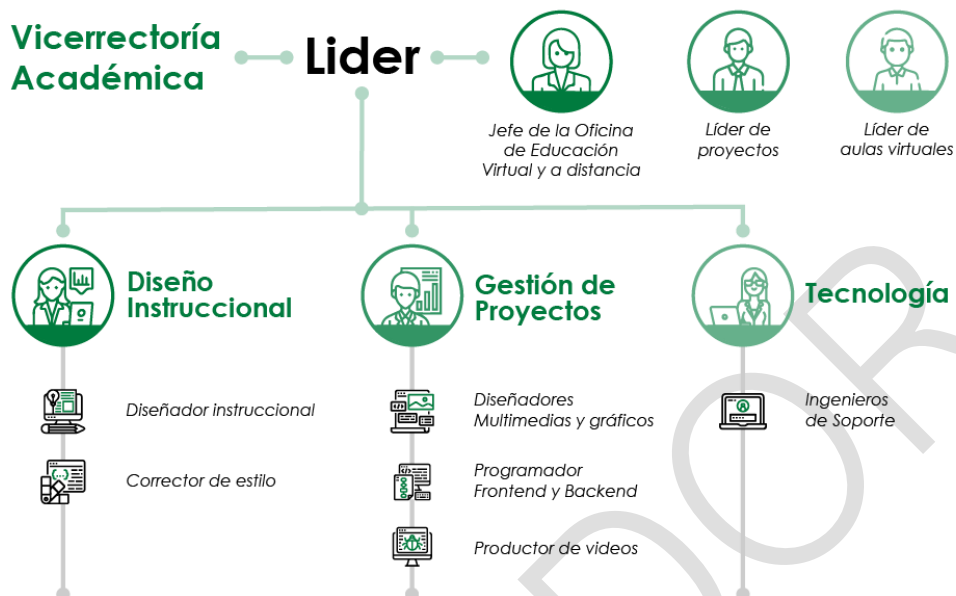 Vicerrectoría
Académica
Lider
Jefe de la Oficina
de Educación
Virtual y a distancia
Líder de
proyectos
Líder de
aulas virtuales
Diseño
Instruccional
Gestión de
Proyectos
Tecnología
Diseñador instruccional
Corrector de estilo
Diseñadores
Multimedias y gráficos
Programador
Frontend y Backend
Productor de videos
Ingenieros
de Soporte
DOR